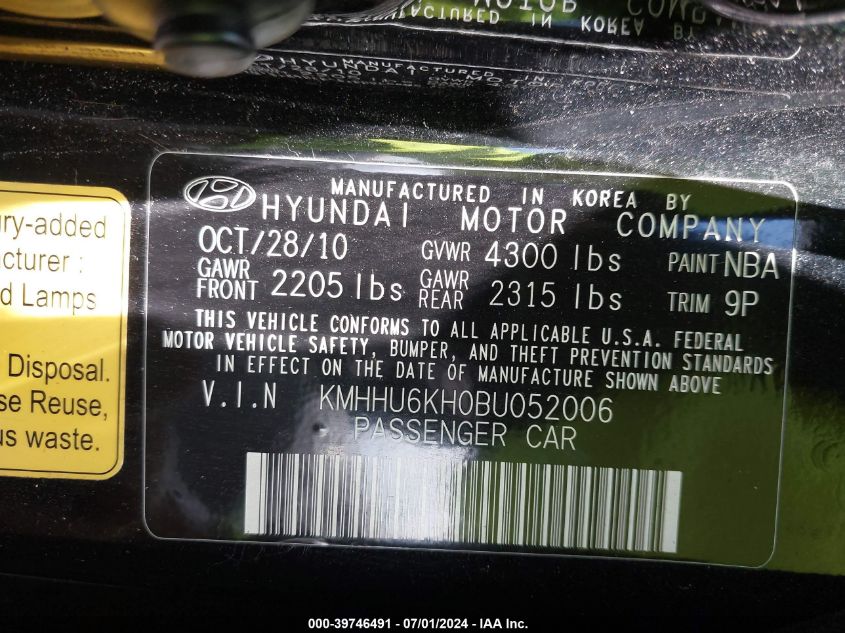 MANUFACTURED IN KOREA BY
HYUNDAI MOTOR COMPANY
OCT/28/10 GVWR 4300 lbs PAINT NBA
GAWR FRONT 2205 lbs GAWR REAR 2315 lbs TRIM 9P
THIS VEHICLE CONFORMS TO ALL APPLICABLE U.S.A. FEDERAL
MOTOR VEHICLE SAFETY, BUMPER, AND THEFT PREVENTION STANDARDS
IN EFFECT ON THE DATE OF MANUFACTURE SHOWN ABOVE
V.I.N KMHHU6KH0BU052006
PASSENGER CAR
ry-added
cturer :
d Lamps
Disposal.
se Reuse,
us waste.
000-39746491 - 07/01/2024 - IAA Inc.